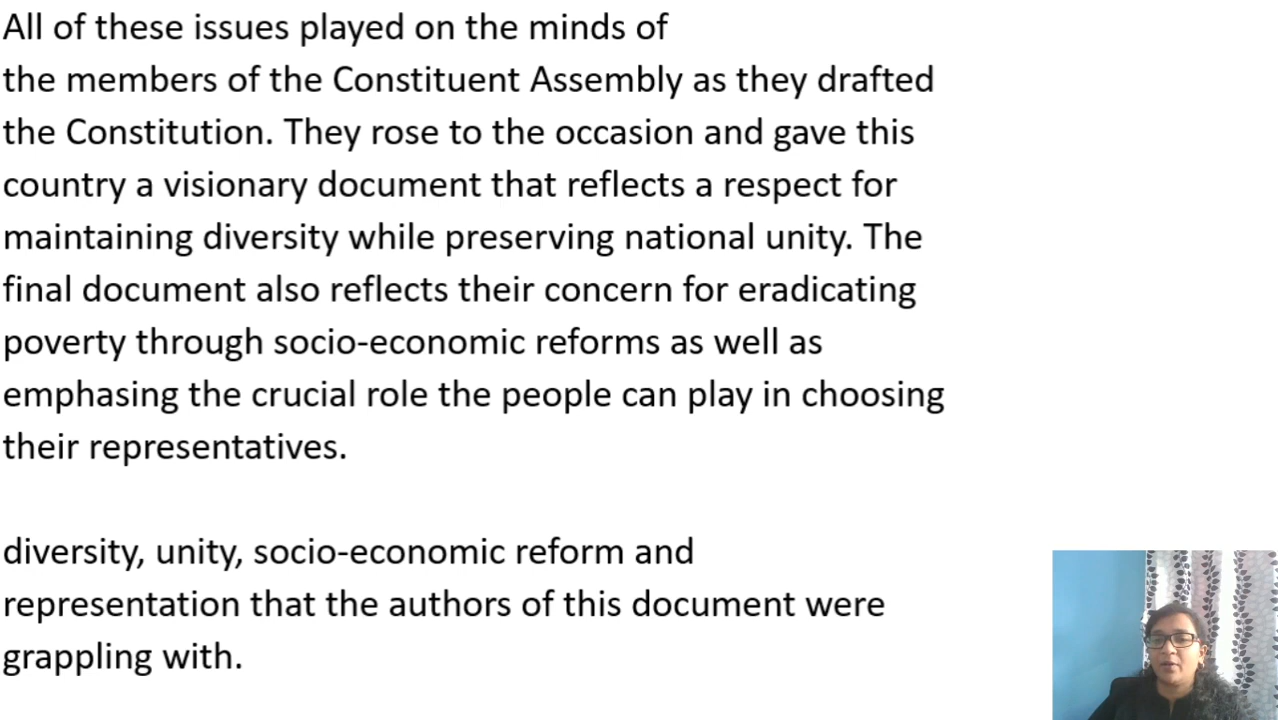 All of these issues played on the minds of
the members of the Constituent Assembly as they drafted
the Constitution. They rose to the occasion and gave this
country a visionary document that reflects a respect for
maintaining diversity while preserving national unity. The
final document also reflects their concern for eradicating
poverty through socio-economic reforms as well as
emphasing the crucial role the people can play in choosing
their representatives.
diversity, unity, socio-economic reform and
representation that the authors of this document were
grappling with.